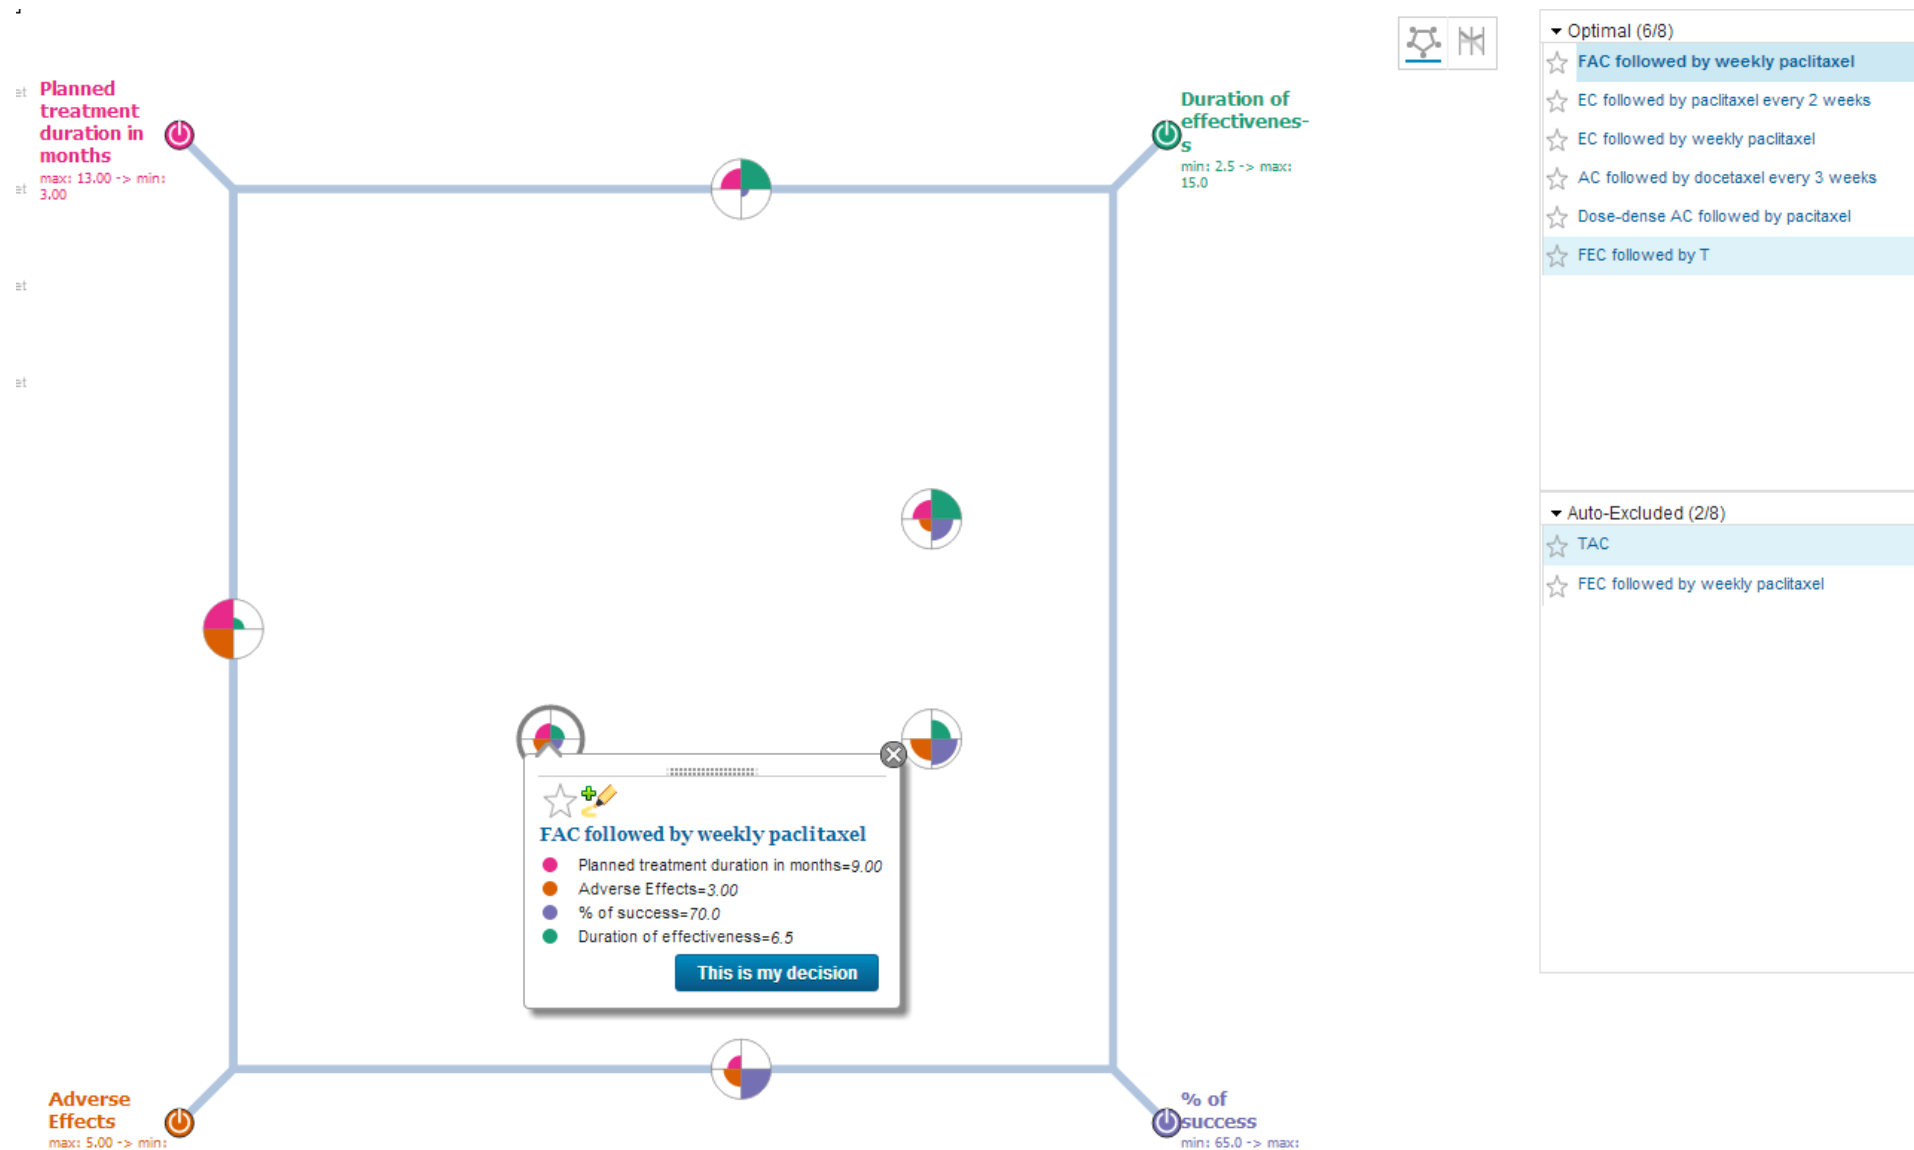 et
et
et
et
Planned
treatment
duration in
months
max: 13.00 -> min:
3.00
Duration of
effectivenes-
s
min: 2.5 -> max:
15.0
Optimal (6/8)
FAC followed by weekly paclitaxel
EC followed by paclitaxel every 2 weeks
EC followed by weekly paclitaxel
AC followed by docetaxel every 3 weeks
Dose-dense AC followed by pacitaxel
FEC followed by T
Auto-Excluded (2/8)
TAC
FEC followed by weekly paclitaxel
FAC followed by weekly paclitaxel
Planned treatment duration in months=9.00
Adverse Effects=3.00
% of success=70.0
Duration of effectiveness=6.5
This is my decision
Adverse
Effects
max: 5.00 -> min:
% of
success
min: 65.0 -> max: